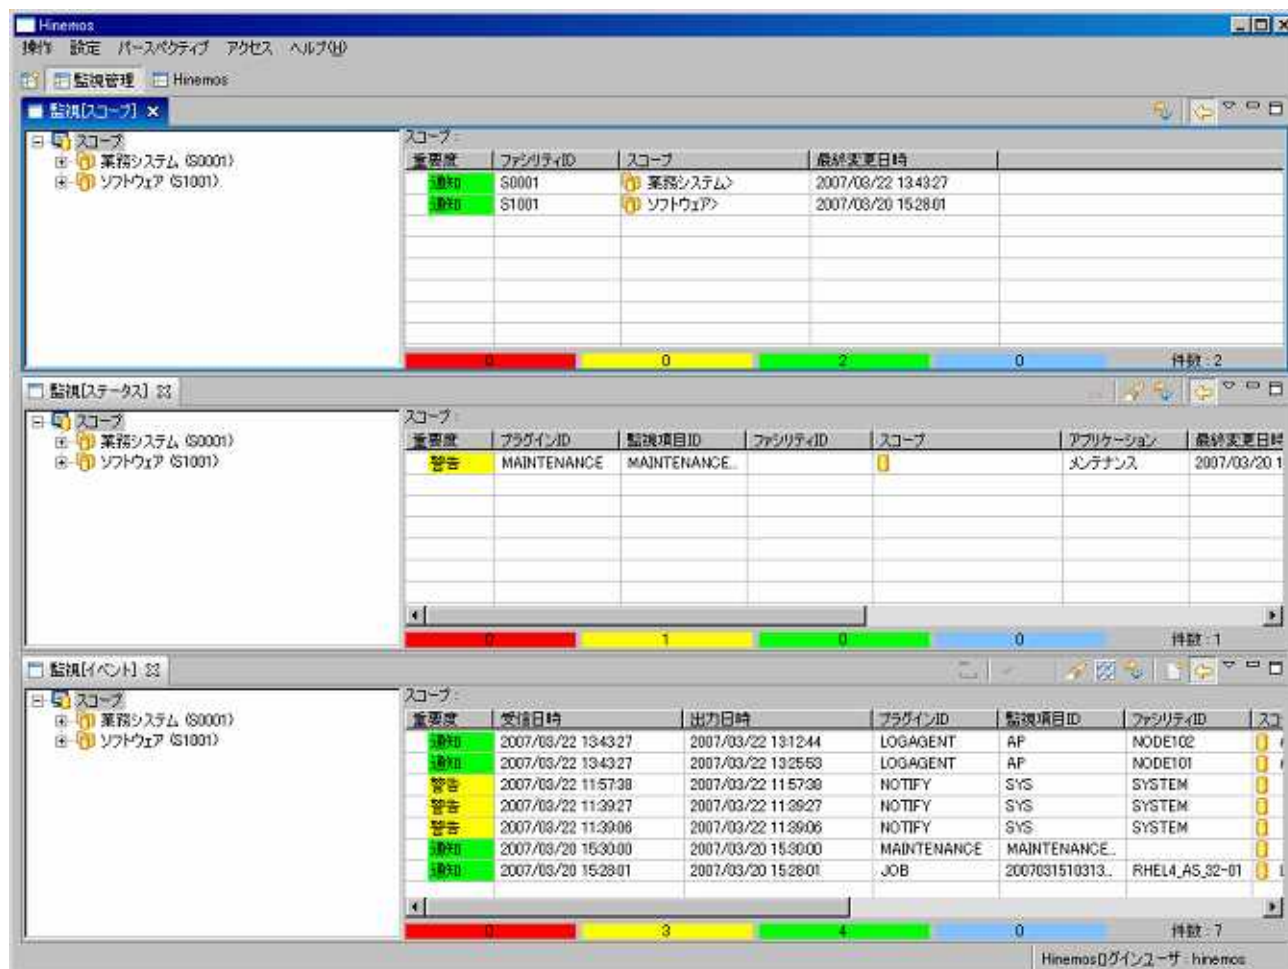 Hinemos
操作 設定 パースペクティブ アクセス ヘルプ(H)
監視管理 Hinemos
監視[スコープ]
スコープ
業務システム (S0001)
ソフトウェア (S1001)
スコープ :
重要度 ファシリティID スコープ 最終変更日時
通知 S0001 業務システム> 2007/03/22 13:43:27
通知 S1001 ソフトウェア> 2007/03/20 15:28:01
0 0 2 0 件数 : 2
監視[ステータス]
スコープ
業務システム (S0001)
ソフトウェア (S1001)
スコープ :
重要度 プラグインID 監視項目ID ファシリティID スコープ アプリケーション 最終変更日時
警告 MAINTENANCE MAINTENANCE... メンテナンス 2007/03/20 1
0 1 0 0 件数 : 1
監視[イベント]
スコープ
業務システム (S0001)
ソフトウェア (S1001)
スコープ :
重要度 受信日時 出力日時 プラグインID 監視項目ID ファシリティID スコ
通知 2007/03/22 13:43:27 2007/03/22 13:12:44 LOGAGENT AP NODE102
通知 2007/03/22 13:43:27 2007/03/22 13:25:53 LOGAGENT AP NODE101
警告 2007/03/22 11:57:38 2007/03/22 11:57:38 NOTIFY SYS SYSTEM
警告 2007/03/22 11:39:27 2007/03/22 11:39:27 NOTIFY SYS SYSTEM
警告 2007/03/22 11:39:06 2007/03/22 11:39:06 NOTIFY SYS SYSTEM
通知 2007/03/20 15:30:00 2007/03/20 15:30:00 MAINTENANCE MAINTENANCE...
通知 2007/03/20 15:28:01 2007/03/20 15:28:01 JOB 2007031510313... RHEL4_AS_32-01
0 3 4 0 件数 : 7
Hinemosログインユーザ : hinemos